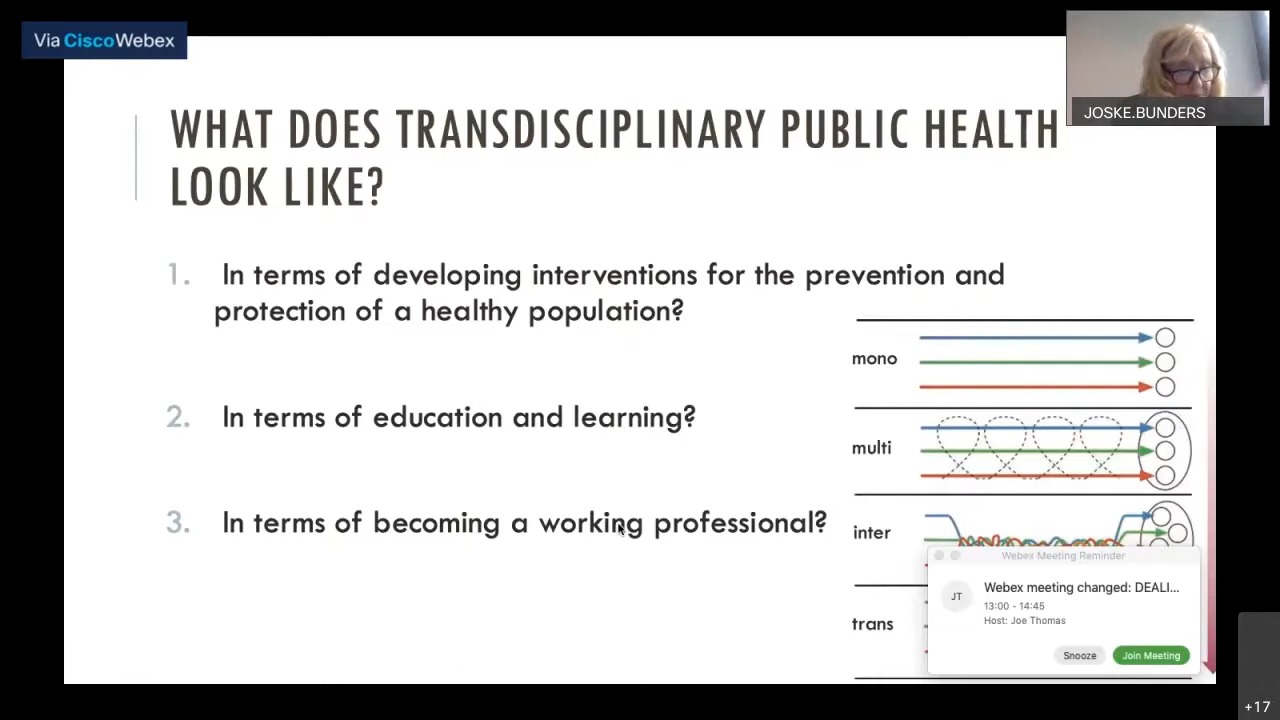 Via CiscoWebex
JOSKE.BUNDERS
WHAT DOES TRANSDISCIPLINARY PUBLIC HEALTH
LOOK LIKE?
1. In terms of developing interventions for the prevention and
protection of a healthy population?
2. In terms of education and learning?
3. In terms of becoming a working professional?
mono
multi
inter
trans
Webex Meeting Reminder
JT
Webex meeting changed: DEALI...
13:00 - 14:45
Host: Joe Thomas
Snooze
Join Meeting
+17